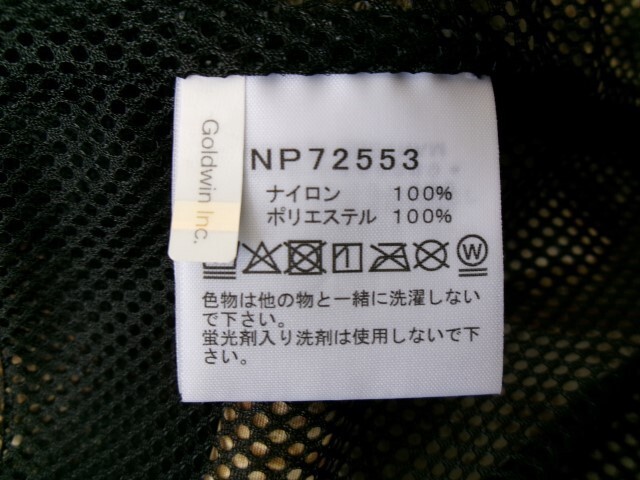 Goldwin Inc.
NP72553
ナイロン 100%
ポリエステル 100%
W
色物は他の物と一緒に洗濯しない
で下さい。
蛍光剤入り洗剤は使用しないで下
さい。